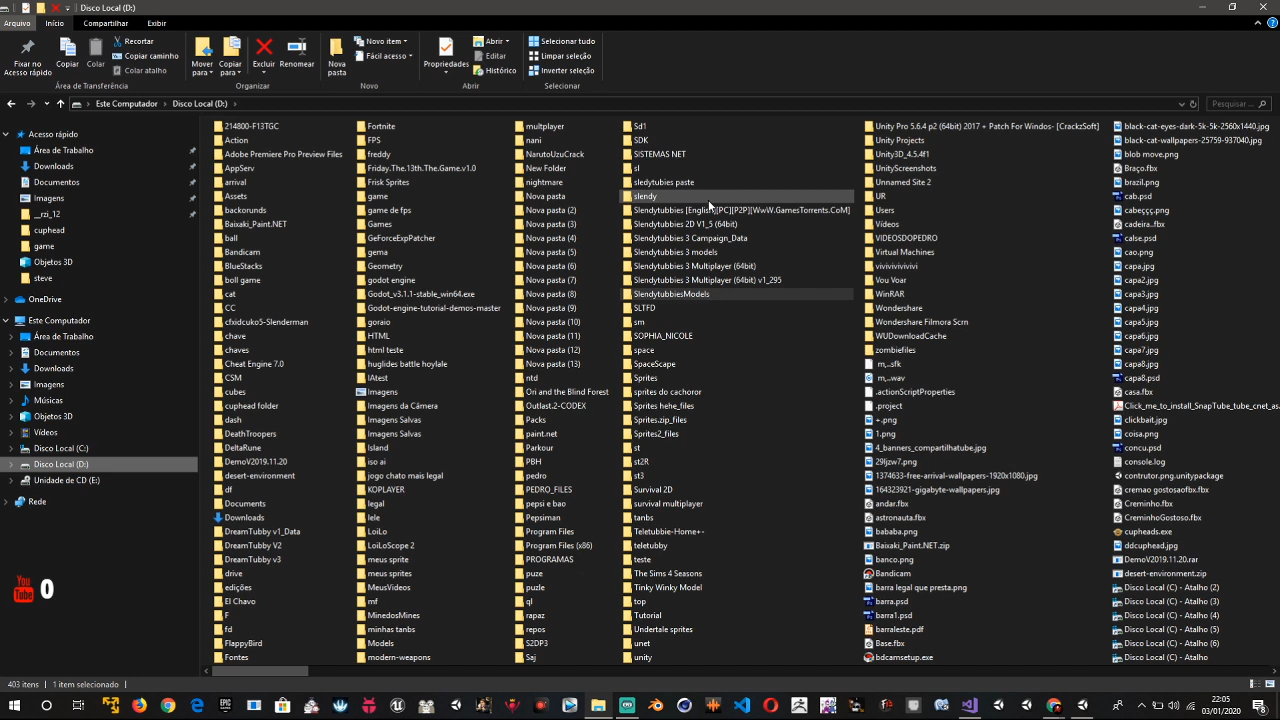 Disco Local (D:)
Arquivo Início Compartilhar Exibir
Fixar no Acesso rápido
Copiar
Colar
Recortar
Copiar caminho
Colar atalho
Mover para
Copiar para
Excluir
Renomear
Nova pasta
Novo item
Fácil acesso
Propriedades
Abrir
Editar
Histórico
Selecionar tudo
Limpar seleção
Inverter seleção
Área de Transferência
Organizar
Novo
Abrir
Selecionar
Este Computador > Disco Local (D:) >
Pesquisar ...
Acesso rápido
Área de Trabalho
Downloads
Documentos
Imagens
__rzi_12
cuphead
game
Objetos 3D
steve
OneDrive
Este Computador
Área de Trabalho
Documentos
Downloads
Imagens
Músicas
Objetos 3D
Vídeos
Disco Local (C:)
Disco Local (D:)
Unidade de CD (E:)
Rede
You Tube 0
214800-F13TGC
Action
Adobe Premiere Pro Preview Files
AppServ
arrival
Assets
backorunds
Baixaki_Paint.NET
ball
Bandicam
BlueStacks
boll game
cat
CC
cfxidcuko5-Slenderman
chave
chaves
Cheat Engine 7.0
CSM
cubes
cuphead folder
dash
DeathTroopers
DeltaRune
DemoV2019.11.20
desert-environment
df
Documents
Downloads
DreamTubby v1_Data
DreamTubby V2
DreamTubby v3
drive
edições
El Chavo
F
fd
FlappyBird
Fontes
Fortnite
FPS
freddy
Friday.The.13th.The.Game.v1.0
Frisk Sprites
game
game de fps
Games
GeForceExpPatcher
gema
Geometry
godot engine
Godot_v3.1.1-stable_win64.exe
Godot-engine-tutorial-demos-master
goraio
HTML
html teste
huglides battle hoylale
IAtest
Imagens
Imagens da Câmera
Imagens Salvas
Imagens Salvas
Island
iso ai
jogo chato mais legal
KOPLAYER
legal
lele
LoiLo
LoiLoScope 2
meus sprite
meus sprites
MeusVideos
mf
MinedosMines
minhas tanbs
Models
modern-weapons
multplayer
nani
NarutoUzuCrack
New Folder
nightmare
Nova pasta
Nova pasta (2)
Nova pasta (3)
Nova pasta (4)
Nova pasta (5)
Nova pasta (6)
Nova pasta (7)
Nova pasta (8)
Nova pasta (9)
Nova pasta (10)
Nova pasta (11)
Nova pasta (12)
Nova pasta (13)
ntd
Ori and the Blind Forest
Outlast.2-CODEX
Packs
paint.net
Parkour
PBH
pedro
PEDRO_FILES
pepsi e bao
Pepsiman
Program Files
Program Files (x86)
PROGRAMAS
puze
puzle
ql
rapaz
repos
S2DP3
Saj
Sd1
SDK
SISTEMAS NET
sl
sledytubies paste
slendy
Slendytubbies [English][PC][P2P][WwW.GamesTorrents.CoM]
Slendytubbies 2D V1_5 (64bit)
Slendytubbies 3 Campaign_Data
Slendytubbies 3 models
Slendytubbies 3 Multiplayer (64bit)
Slendytubbies 3 Multiplayer (64bit) v1_295
SlendytubbiesModels
SLTFD
sm
SOPHIA_NICOLE
space
SpaceScape
Sprites
sprites do cachoror
Sprites hehe_files
Sprites.zip_files
Sprites2_files
st
st2R
st3
Survival 2D
survival multiplayer
tanbs
Teletubbie-Home+-
teletubby
teste
The Sims 4 Seasons
Tinky Winky Model
top
Tutorial
Undertale sprites
unet
unity
Unity Pro 5.6.4 p2 (64bit) 2017 + Patch For Windos- [CrackzSoft]
Unity Projects
Unity3D_4.5.4f1
UnityScreenshots
Unnamed Site 2
UR
Users
Vídeos
VIDEOSDOPEDRO
Virtual Machines
vivivivivivi
Vou Voar
WinRAR
Wondershare
Wondershare Filmora Scrn
WUDownloadCache
zombiefiles
m,..sfk
m,..wav
.actionScriptProperties
.project
+.png
1.png
4_banners_compartilhatube.jpg
29ljzw7.png
1374633-free-arrival-wallpapers-1920x1080.jpg
164323921-gigabyte-wallpapers.jpg
andar.fbx
astronauta.fbx
bababa.png
Baixaki_Paint.NET.zip
banco.png
Bandicam
barra legal que presta.png
barra.psd
barra1.psd
barraleste.pdf
Base.fbx
bdcamsetup.exe
black-cat-eyes-dark-5k-5k-2560x1440.jpg
black-cat-wallpapers-25759-937040.jpg
blob move.png
Braço.fbx
brazil.png
cab.psd
cabeççç.png
cadeira..fbx
calse.psd
cao.png
capa.jpg
capa2.jpg
capa3.jpg
capa4.jpg
capa5.jpg
capa6.jpg
capa7.jpg
capa8.jpg
capa8.psd
casa.fbx
Click_me_to_install_SnapTube_tube_cnet_as
clickbait.jpg
coisa.png
concu.psd
console.log
contrucror.png.unitypackage
cremao gostosaofbx.fbx
Creminho.fbx
CreminhoGostoso.fbx
cupheads.exe
ddcuphead.jpg
DemoV2019.11.20.rar
desert-environment.zip
Disco Local (C) - Atalho (2)
Disco Local (C) - Atalho (3)
Disco Local (C) - Atalho (4)
Disco Local (C) - Atalho (5)
Disco Local (C) - Atalho (6)
Disco Local (C) - Atalho
403 itens 1 item selecionado
22:05
03/01/2020